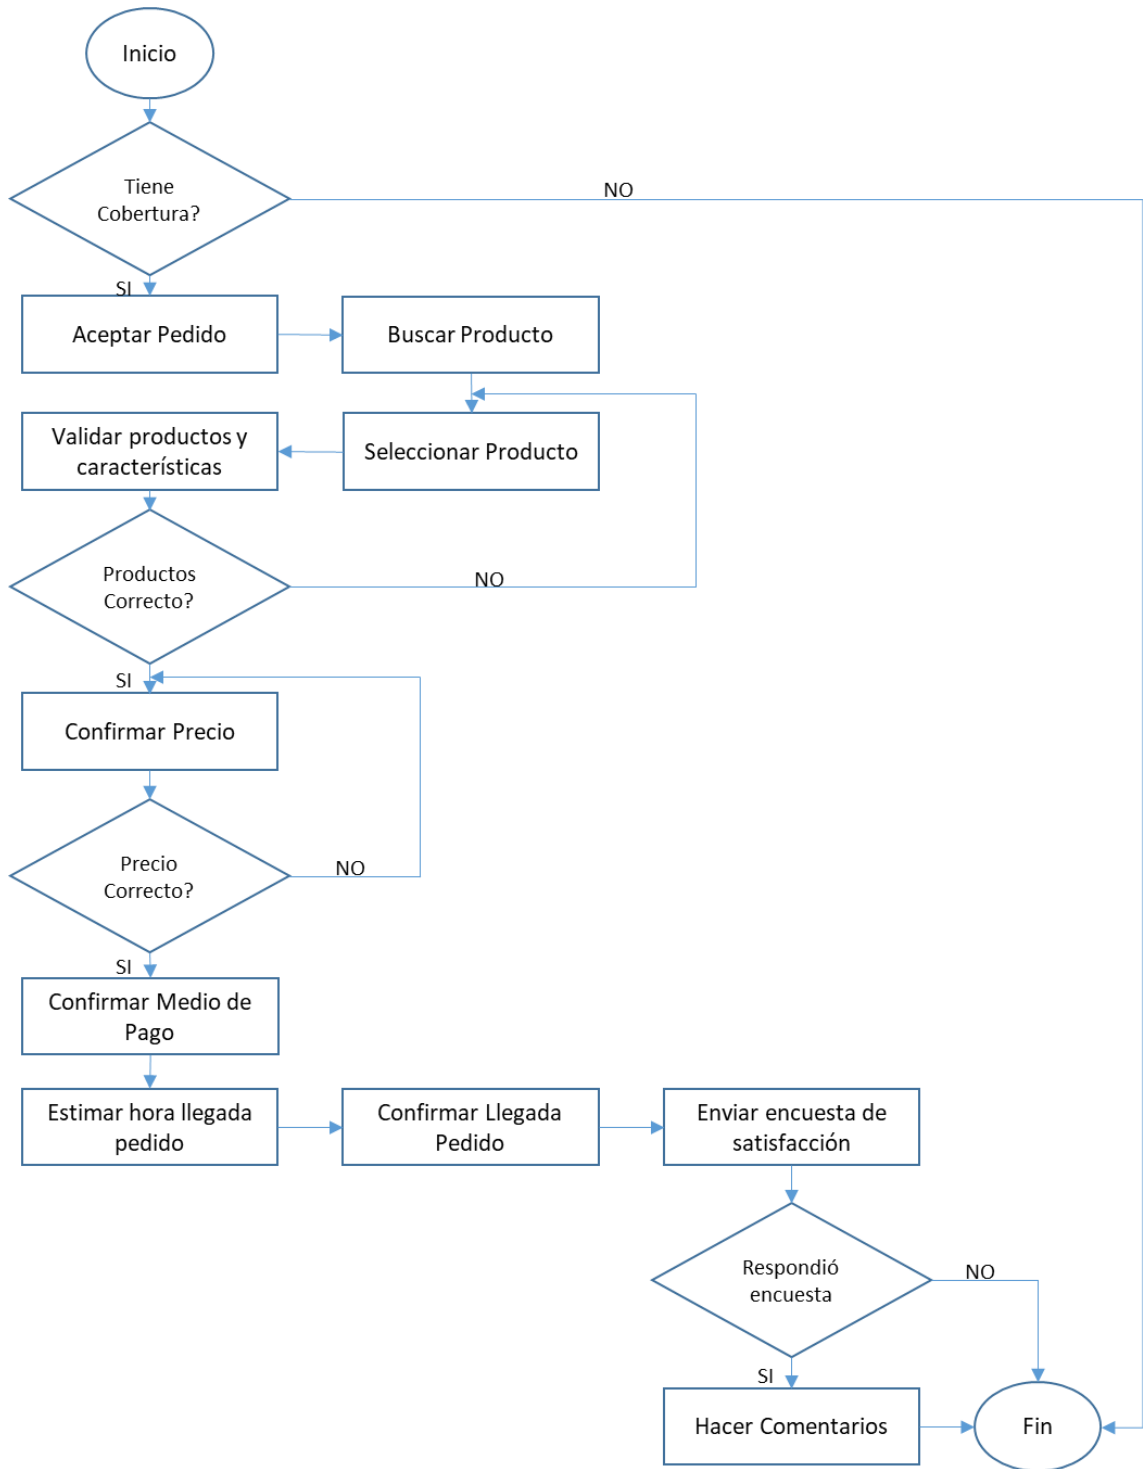 Inicio
Tiene
Cobertura?
NO
SI
Aceptar Pedido
Buscar Producto
Validar productos y
características
Seleccionar Producto
Productos
Correcto?
NO
SI
Confirmar Precio
Precio
Correcto?
NO
SI
Confirmar Medio de
Pago
Estimar hora llegada
pedido
Confirmar Llegada
Pedido
Enviar encuesta de
satisfacción
Respondió
encuesta
NO
SI
Hacer Comentarios
Fin